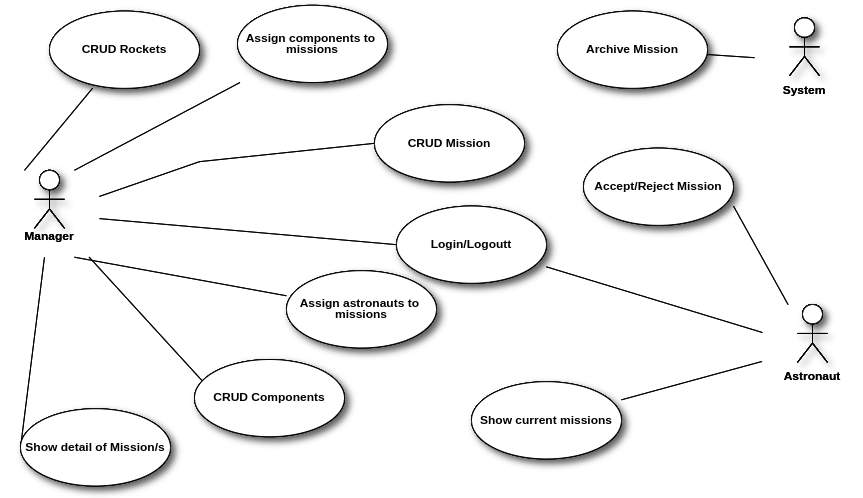 CRUD Rockets
Assign components to
missions
Archive Mission
System
CRUD Mission
Accept/Reject Mission
Manager
Login/Logoutt
Assign astronauts to
missions
Astronaut
CRUD Components
Show current missions
Show detail of Mission/s